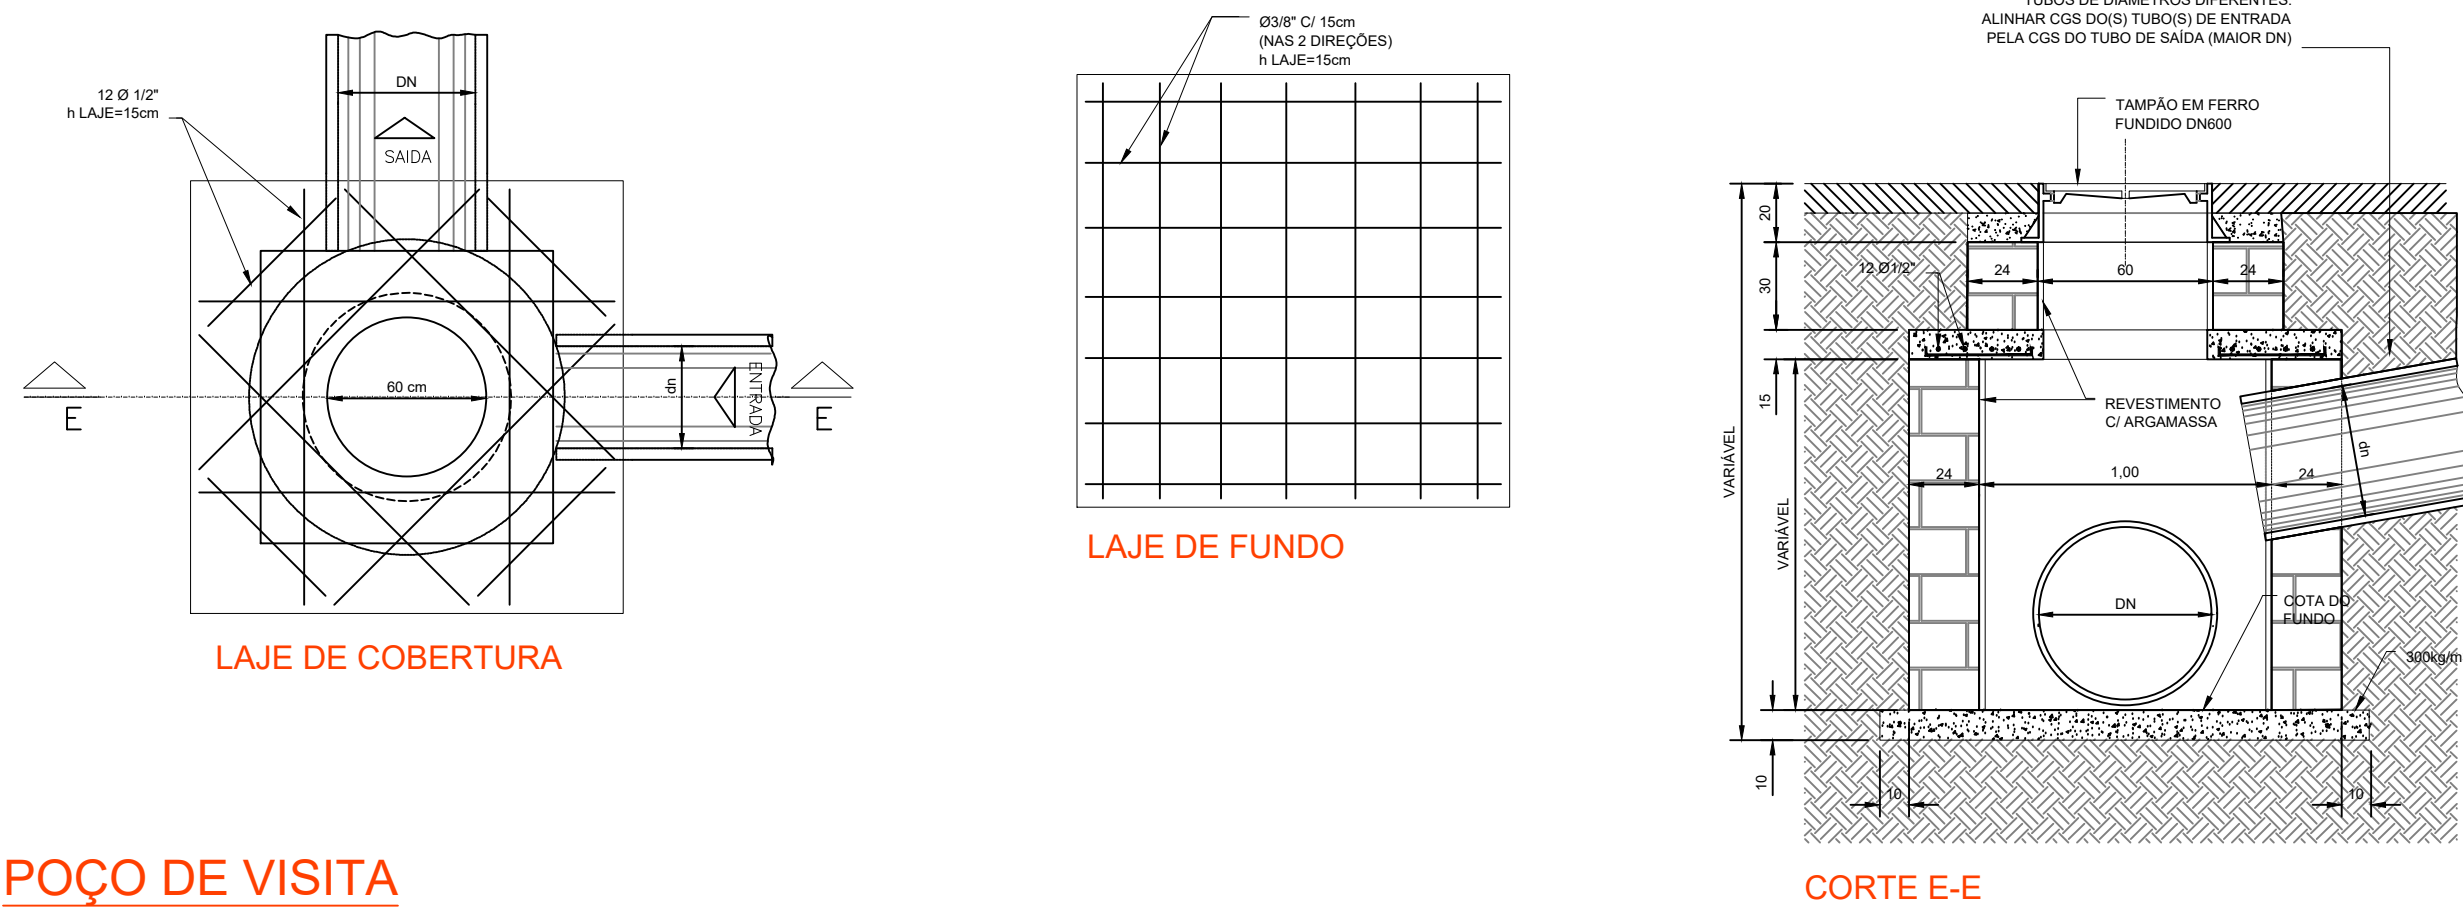 12 Ø 1/2"
h LAJE=15cm
DN
SAIDA
60 cm
dn
ENTRADA
E
E
LAJE DE COBERTURA
Ø3/8" C/ 15cm
(NAS 2 DIREÇÕES)
h LAJE=15cm
LAJE DE FUNDO
TUBOS DE DIÂMETROS DIFERENTES:
ALINHAR CGS DO(S) TUBO(S) DE ENTRADA
PELA CGS DO TUBO DE SAÍDA (MAIOR DN)
TAMPÃO EM FERRO
FUNDIDO DN600
20
30
12 Ø1/2"
24
60
24
15
REVESTIMENTO
C/ ARGAMASSA
VARIÁVEL
VARIÁVEL
24
1,00
24
dn
DN
COTA DO
FUNDO
300kg/m
10
10
10
CORTE E-E
POÇO DE VISITA